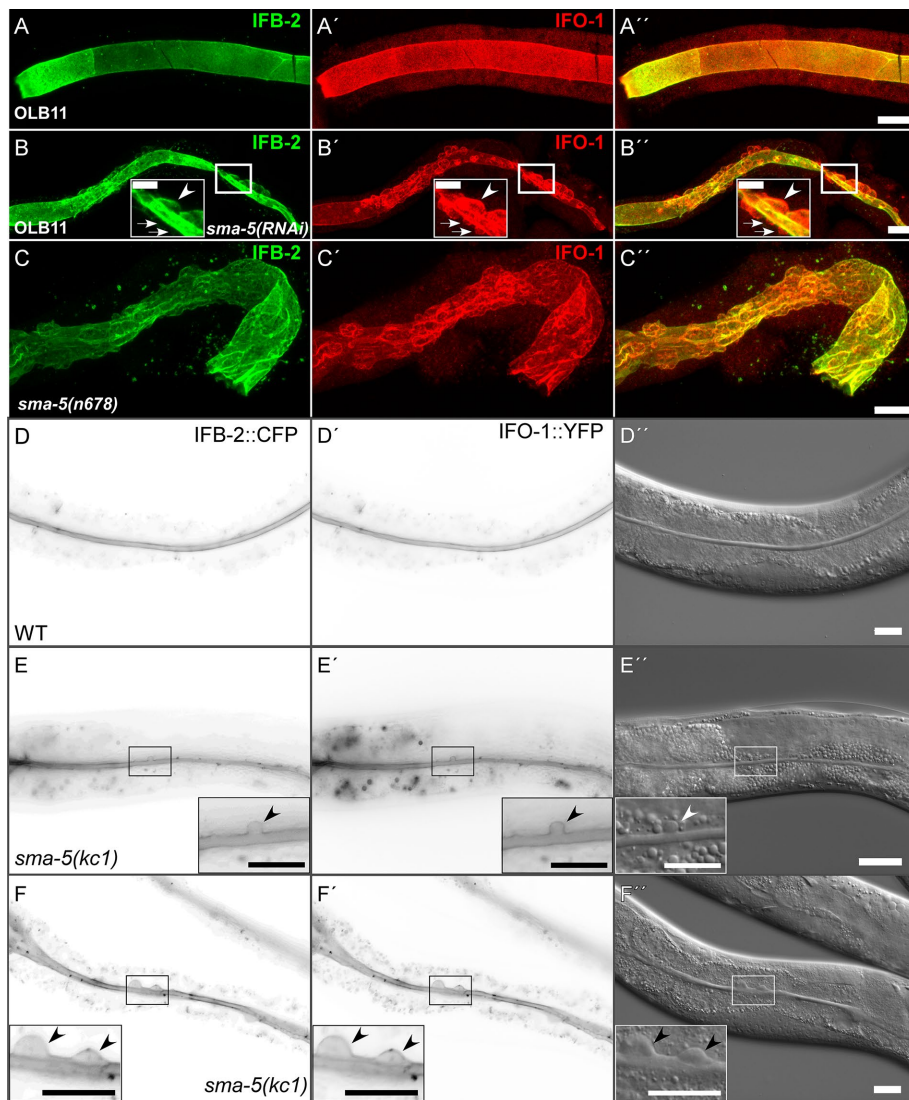 A IFB-2 A´ IFO-1 A´´
OLB11
B IFB-2 B´ IFO-1 B´´
OLB11 sma-5(RNAi)
C IFB-2 C´ IFO-1 C´´
sma-5(n678)
D IFB-2::CFP D´ IFO-1::YFP D´´
WT
E E´ E´´
sma-5(kc1)
F F´ F´´
sma-5(kc1)